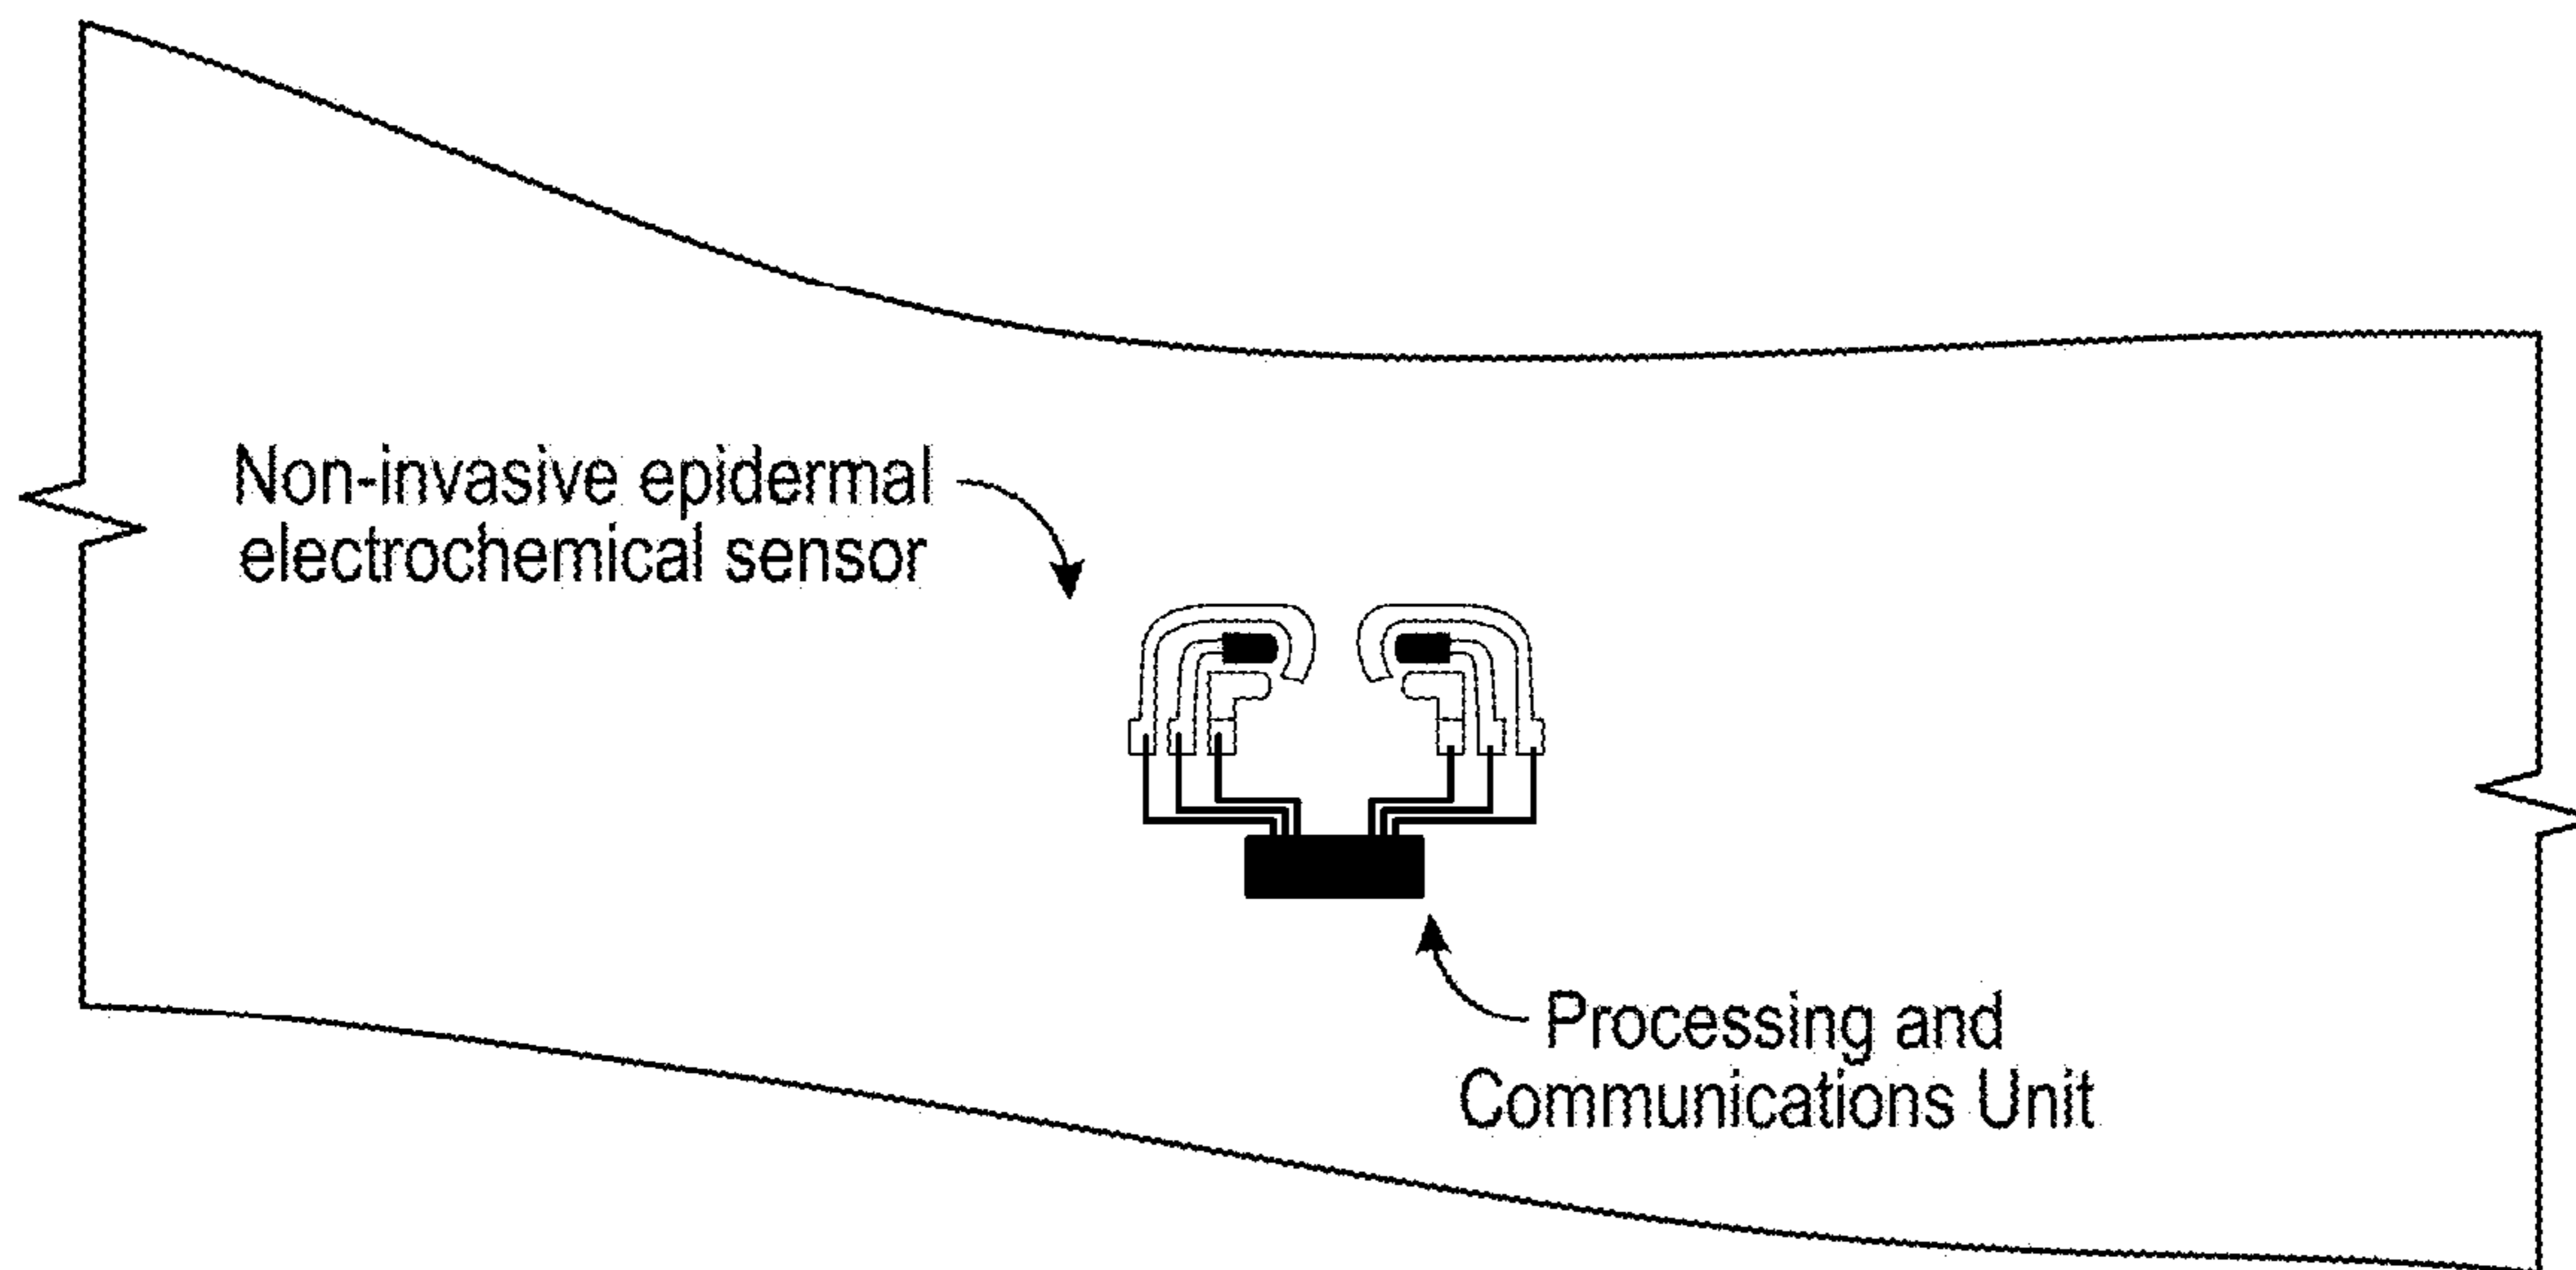 Non-invasive epidermal
electrochemical sensor
Processing and
Communications Unit